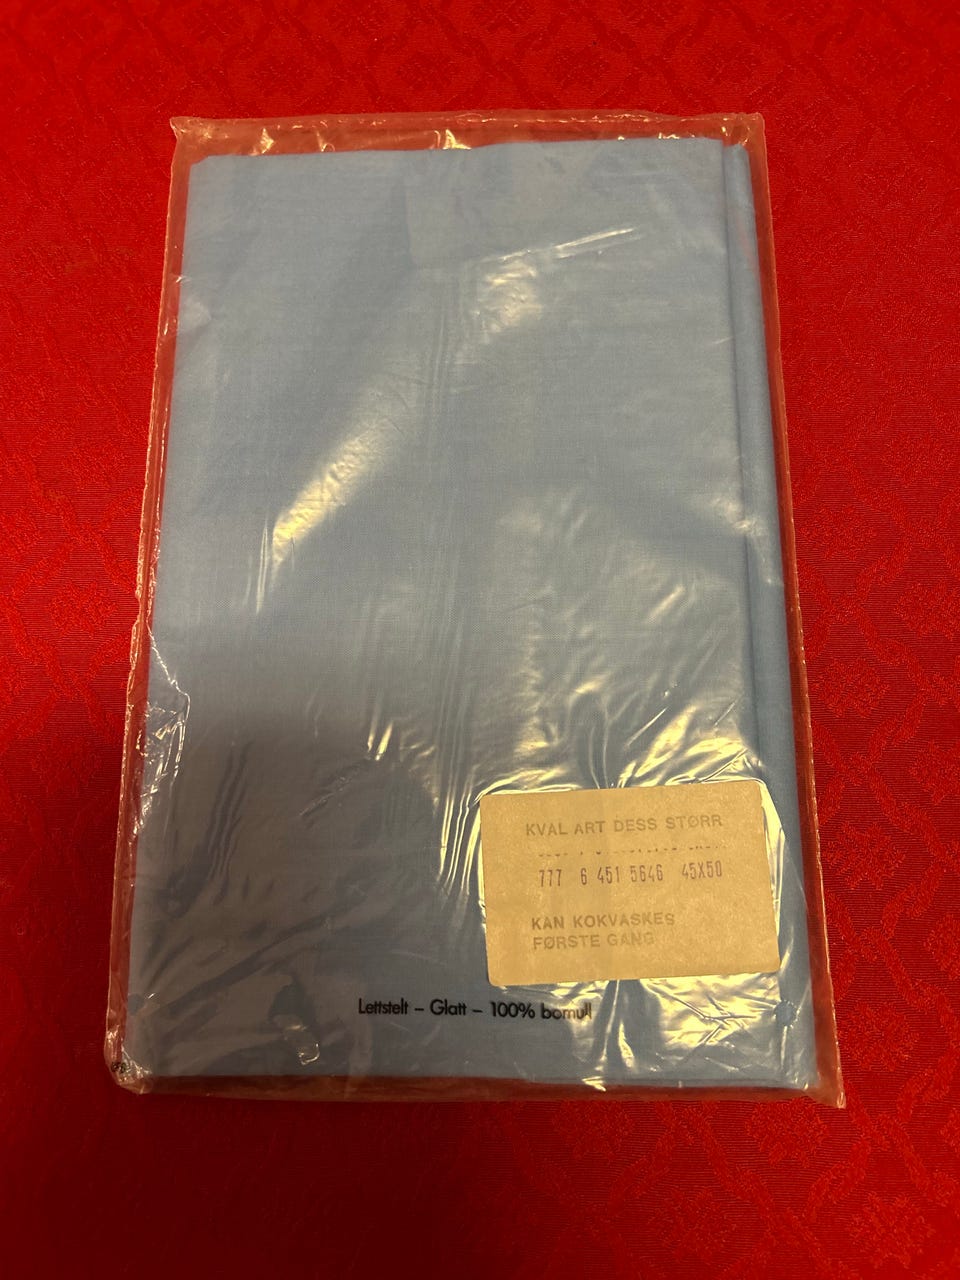 KVAL ART DESS STØRR
777 6 451 5646 45X50
KAN KOKVASKES
FØRSTE GANG
Lettstelt – Glatt – 100% bomull